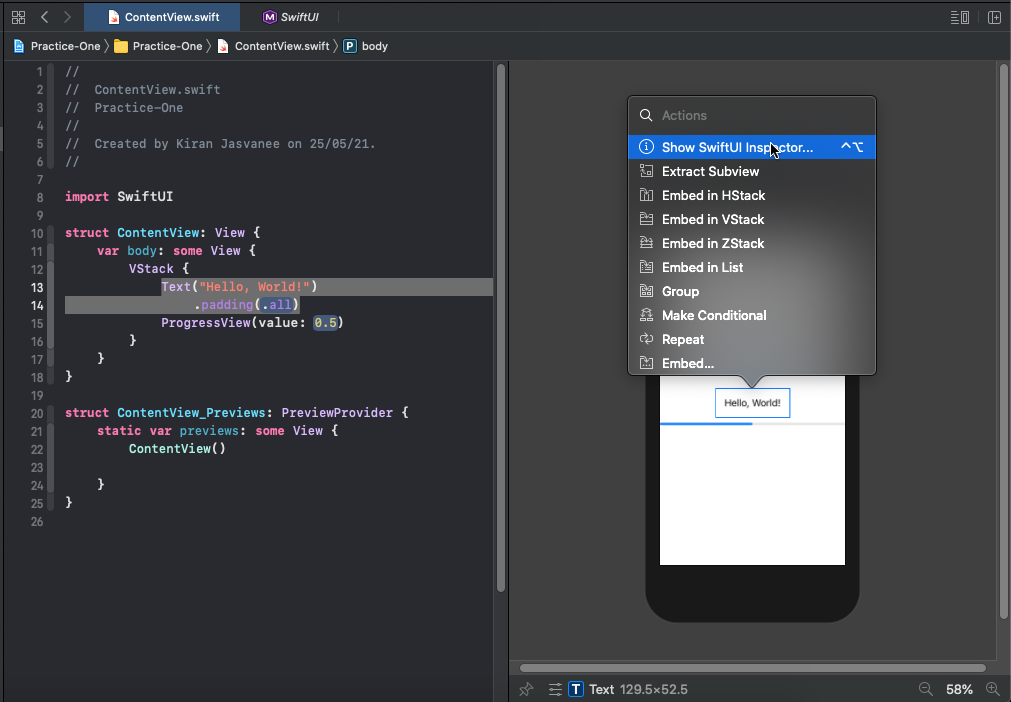 ContentView.swift
SwiftUI
Practice-One
Practice-One
ContentView.swift
P
body
1 //
2 // ContentView.swift
3 // Practice-One
4 //
5 // Created by Kiran Jasvanee on 25/05/21.
6 //
7
8 import SwiftUI
9
10 struct ContentView: View {
11 var body: some View {
12 VStack {
13 Text("Hello, World!")
14 .padding(.all)
15 ProgressView(value: 0.5)
16 }
17 }
18 }
19
20 struct ContentView_Previews: PreviewProvider {
21 static var previews: some View {
22 ContentView()
23
24 }
25 }
26
Actions
Show SwiftUI Inspector... ⌃⌥
Extract Subview
Embed in HStack
Embed in VStack
Embed in ZStack
Embed in List
Group
Make Conditional
Repeat
Embed...
Hello, World!
T Text 129.5×52.5
58%